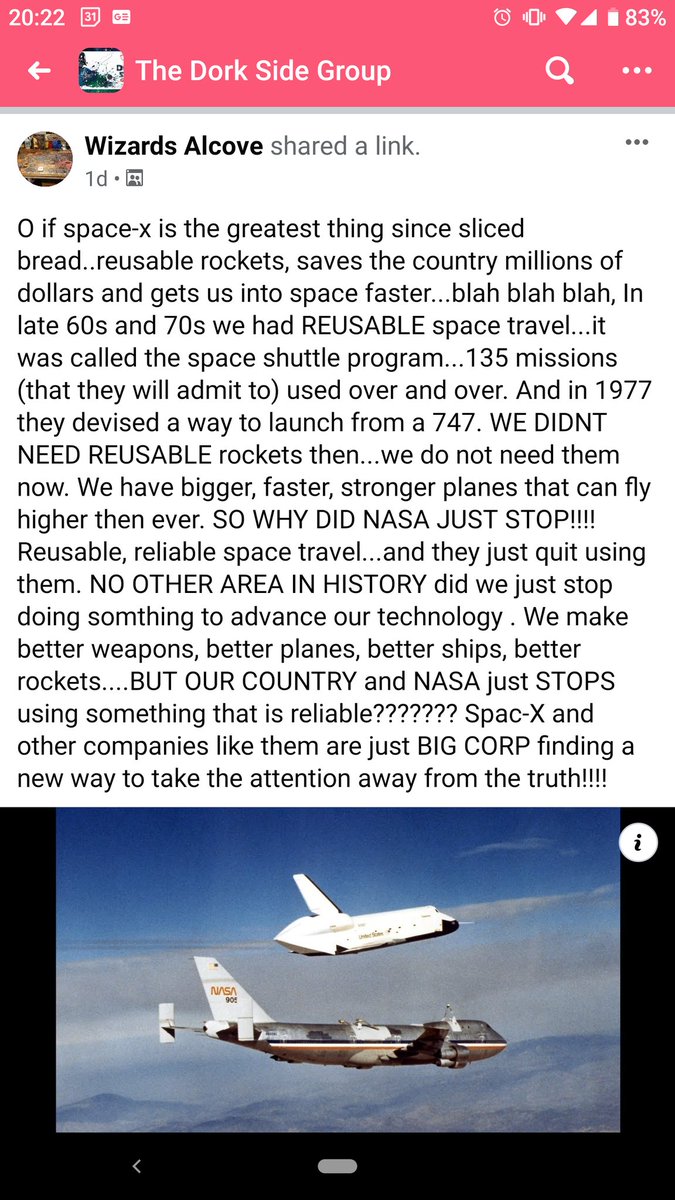 20:22 31 GE 83%
The Dork Side Group
Wizards Alcove shared a link.
1d •
O if space-x is the greatest thing since sliced
bread..reusable rockets, saves the country millions of
dollars and gets us into space faster...blah blah blah, In
late 60s and 70s we had REUSABLE space travel...it
was called the space shuttle program...135 missions
(that they will admit to) used over and over. And in 1977
they devised a way to launch from a 747. WE DIDNT
NEED REUSABLE rockets then...we do not need them
now. We have bigger, faster, stronger planes that can fly
higher then ever. SO WHY DID NASA JUST STOP!!!!
Reusable, reliable space travel...and they just quit using
them. NO OTHER AREA IN HISTORY did we just stop
doing somthing to advance our technology . We make
better weapons, better planes, better ships, better
rockets....BUT OUR COUNTRY and NASA just STOPS
using something that is reliable??????? Spac-X and
other companies like them are just BIG CORP finding a
new way to take the attention away from the truth!!!!
i
United States
NASA
905